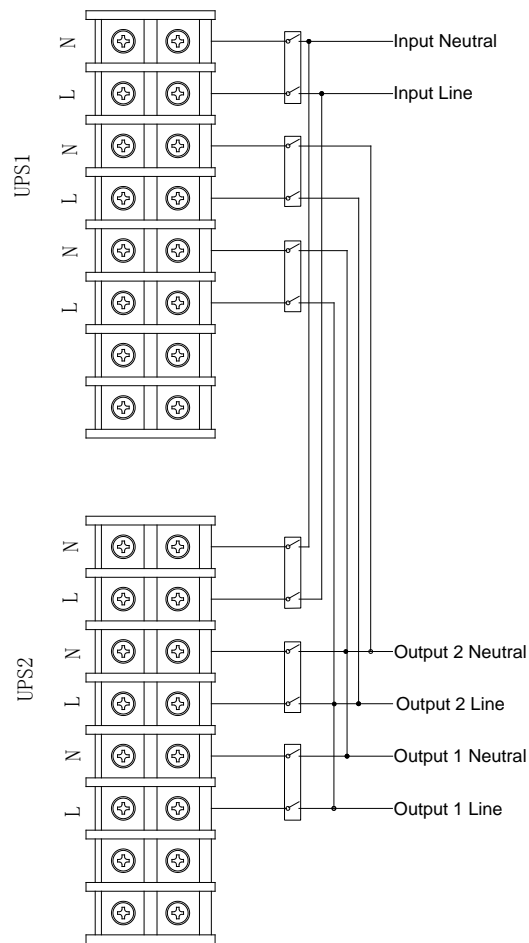 N
Input Neutral
L
Input Line
N
UPS1
L
N
L
N
L
N
Output 2 Neutral
UPS2
L
Output 2 Line
N
Output 1 Neutral
L
Output 1 Line